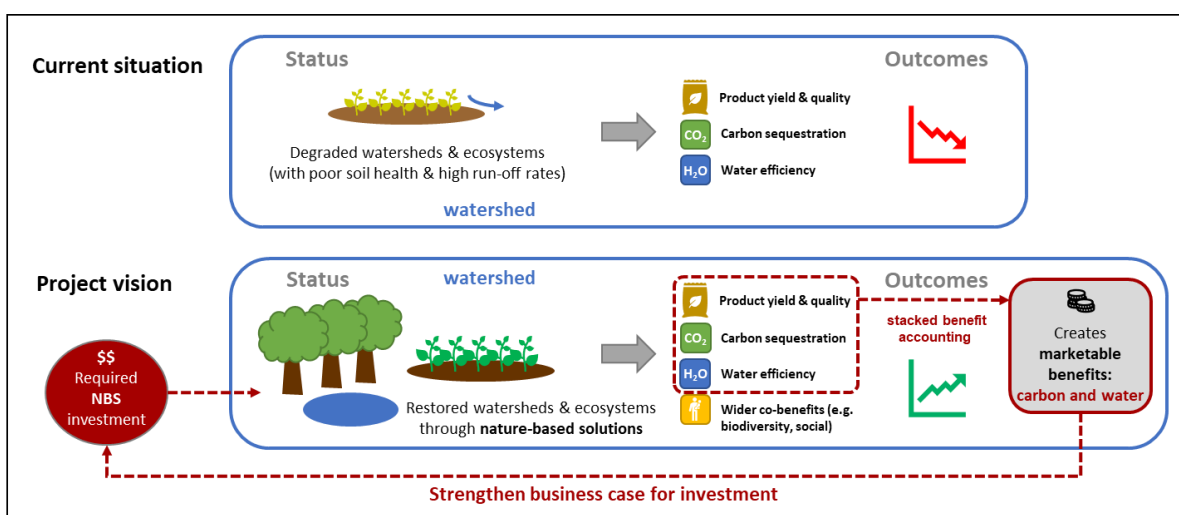 Current situation
Status
Outcomes
Product yield & quality
CO₂
Carbon sequestration
H₂O
Water efficiency
Degraded watersheds & ecosystems
(with poor soil health & high run-off rates)
watershed
Project vision
Status
watershed
Outcomes
$$
Required
NBS
investment
Restored watersheds & ecosystems
through nature-based solutions
Product yield & quality
CO₂
Carbon sequestration
H₂O
Water efficiency
Wider co-benefits (e.g.
biodiversity, social)
stacked benefit
accounting
Creates
marketable
benefits:
carbon and water
Strengthen business case for investment